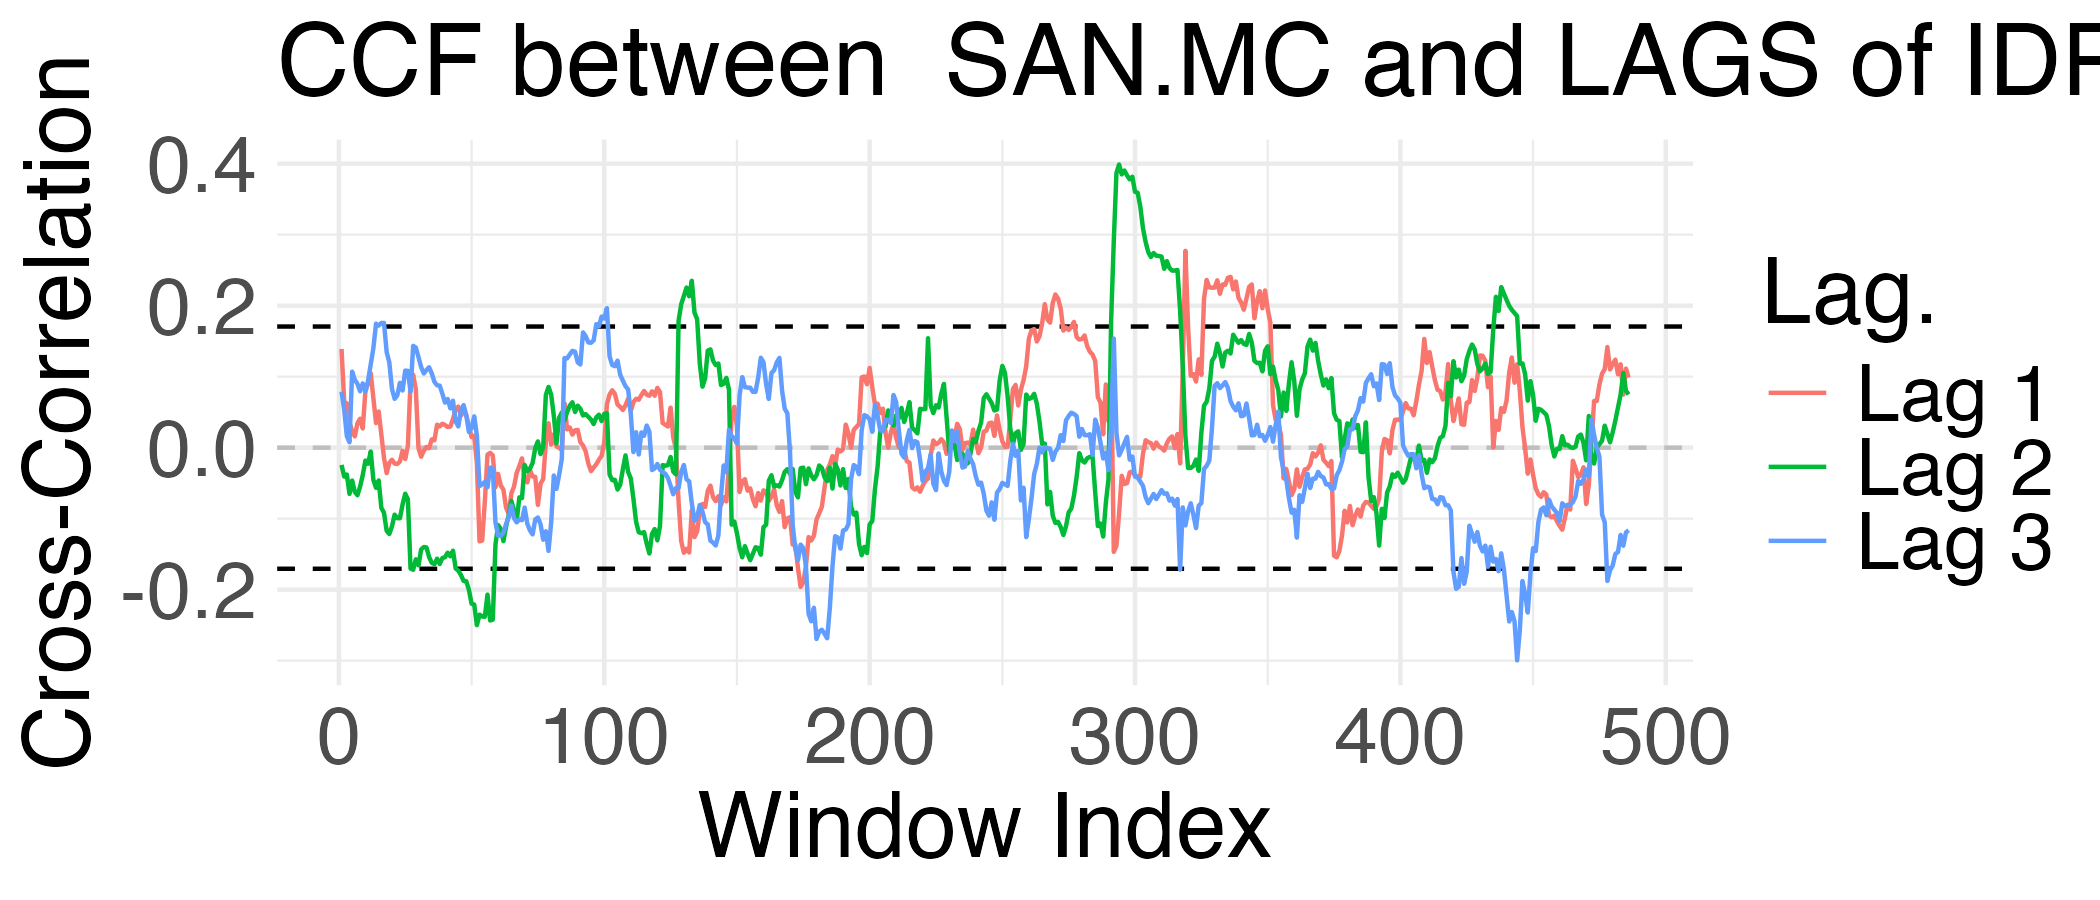 CCF between  SAN.MC and LAGS of
Cross-Correlation
0.4
0.2
0.0
-0.2
0
100
200
300
400
500
Window Index
Lag.
Lag 1
Lag 2
Lag 3